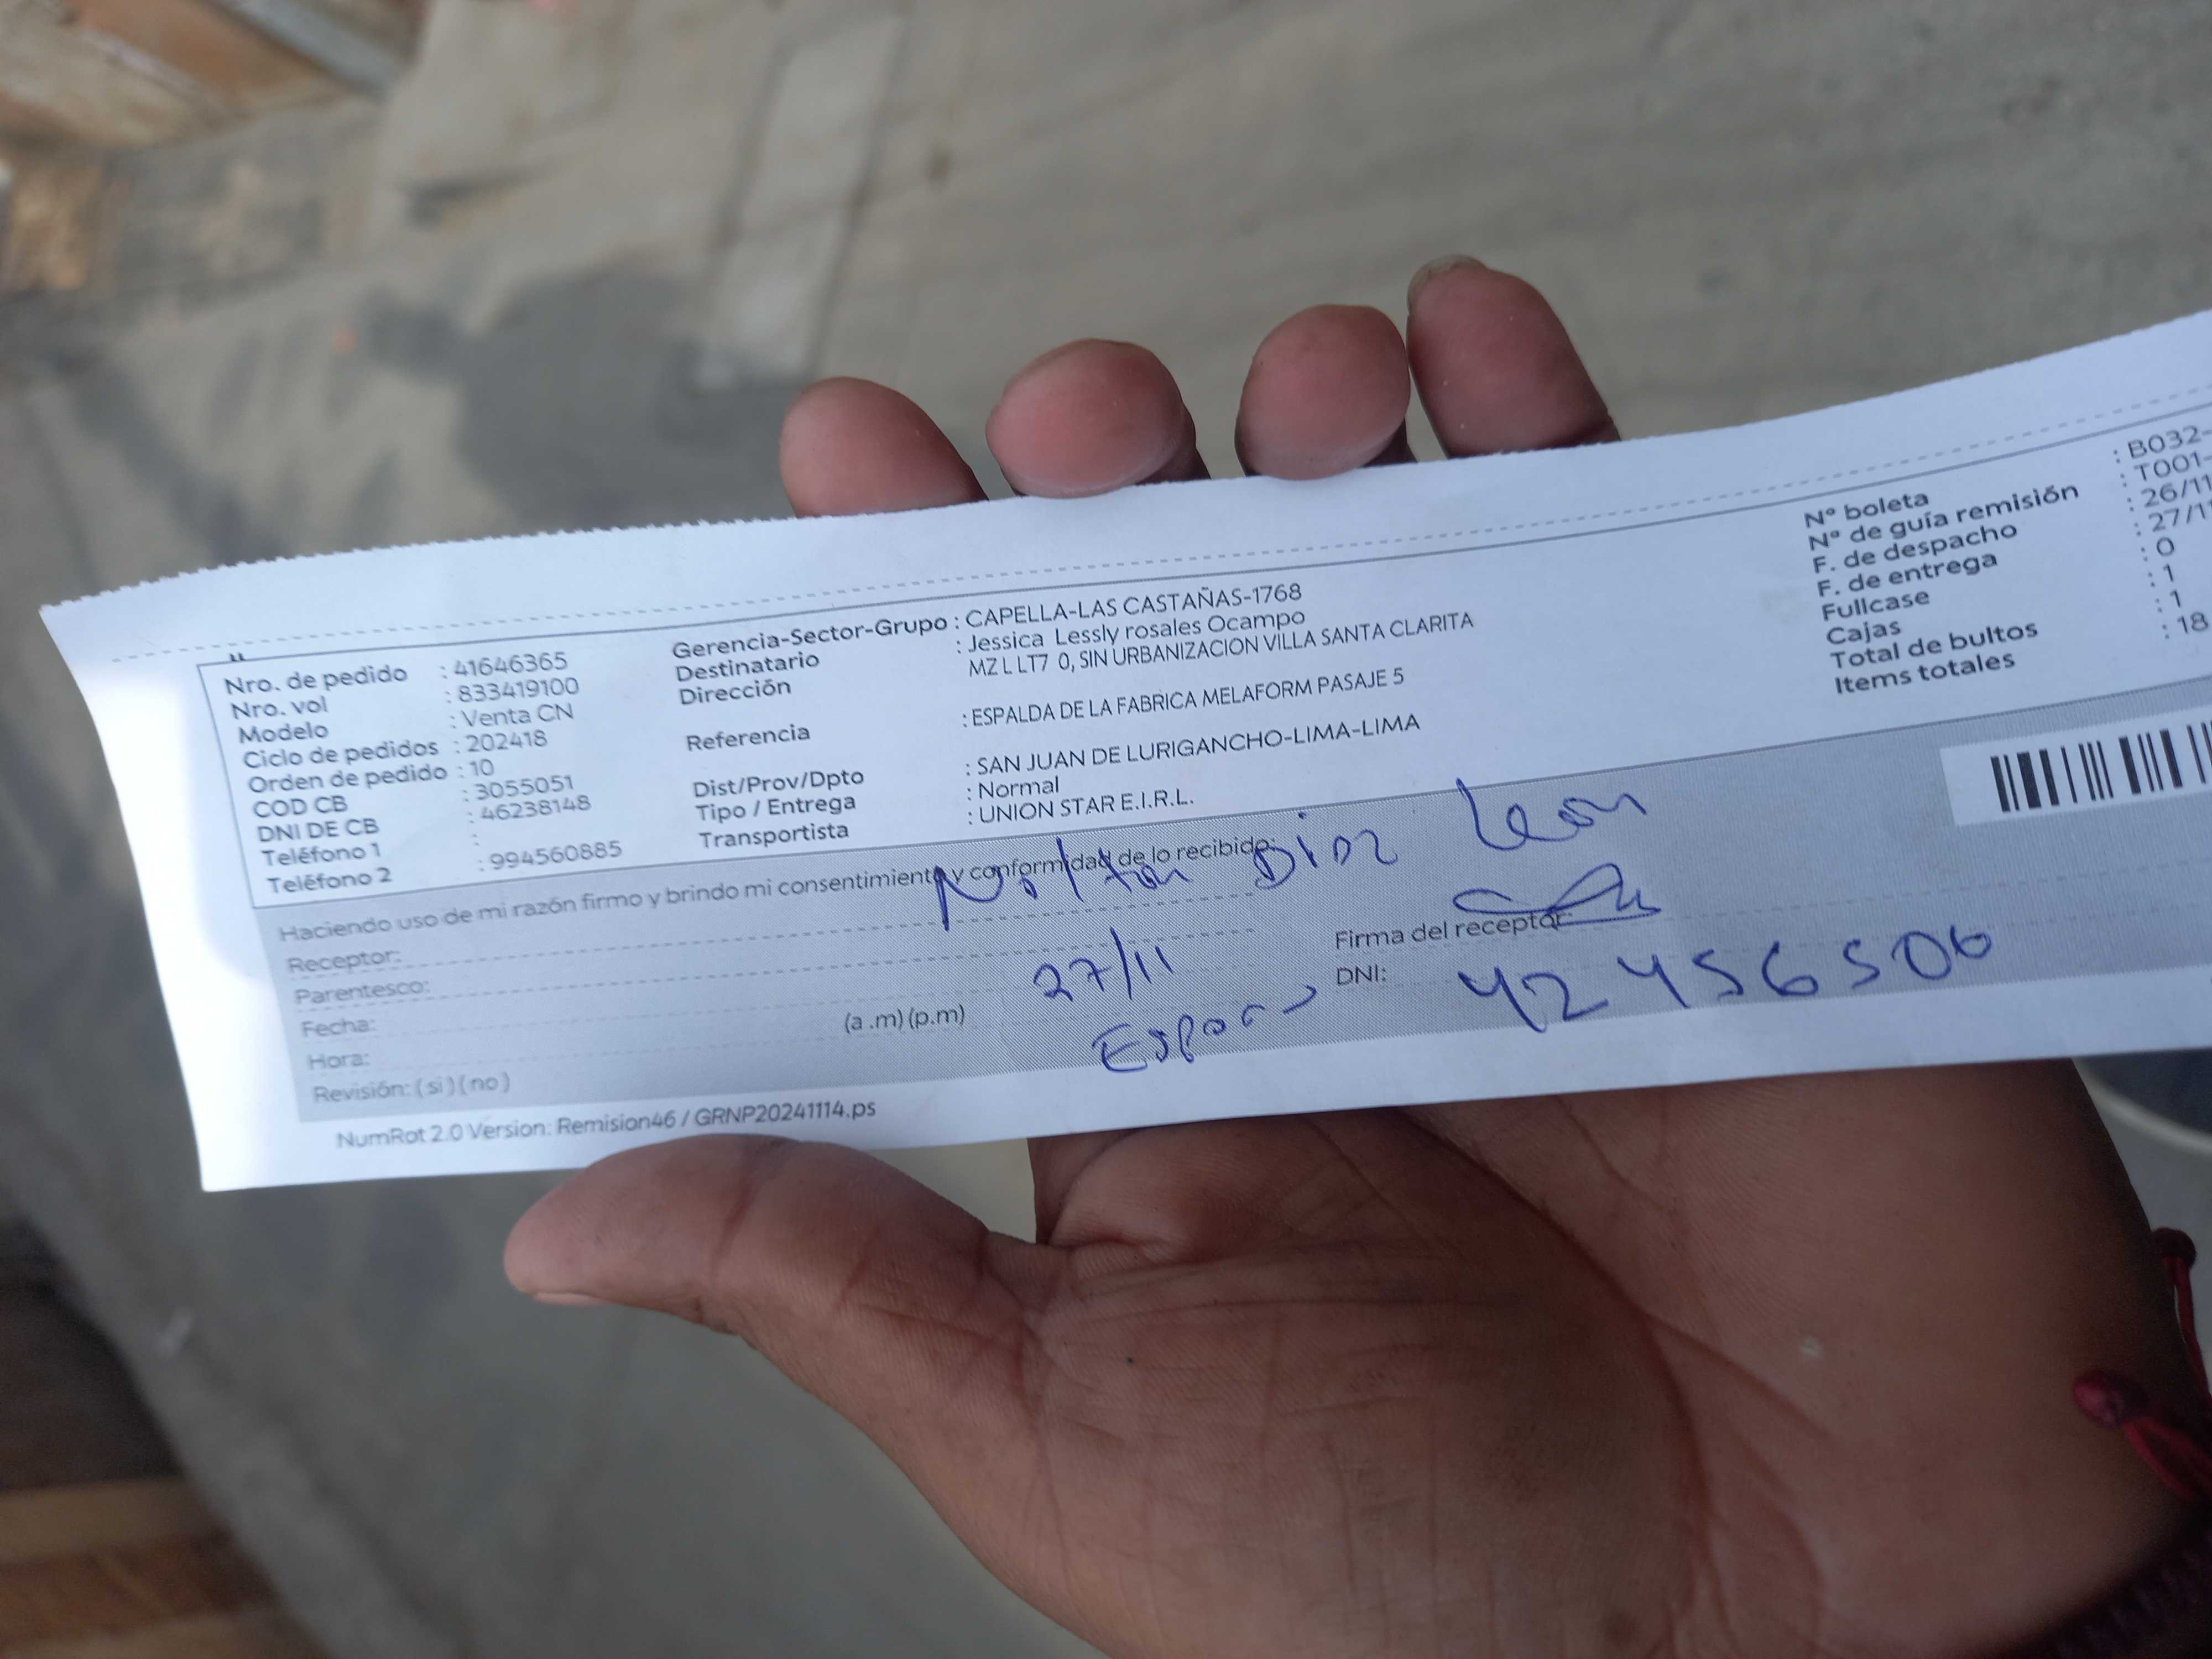 Nro. de pedido : 41646365
Nro. vol : 833419100
Modelo : Venta CN
Ciclo de pedidos : 202418
Orden de pedido : 10
COD CB : 3055051
DNI DE CB : 46238148
Teléfono 1 :
Teléfono 2 : 994560885
Gerencia-Sector-Grupo : CAPELLA-LAS CASTAÑAS-1768
Destinatario : Jessica Lessly rosales Ocampo
Dirección MZ L LT7 0, SIN URBANIZACION VILLA SANTA CLARITA
Referencia : ESPALDA DE LA FABRICA MELAFORM PASAJE 5
Dist/Prov/Dpto : SAN JUAN DE LURIGANCHO-LIMA-LIMA
Tipo / Entrega : Normal
Transportista : UNION STAR E.I.R.L.
N° boleta : B032-
N° de guía remisión : T001-
F. de despacho : 26/11
F. de entrega : 27/11
Fullcase : 0
Cajas : 1
Total de bultos : 1
Items totales : 18
Haciendo uso de mi razón firmo y brindo mi consentimiento y conformidad de lo recibido:
Receptor: Dioz Leon
Parentesco:
Fecha: 27/11
Hora: (a .m) (p.m)
Revisión: ( si ) ( no )
Firma del receptor:
DNI: 42456506
NumRot 2.0 Version: Remision46 / GRNP20241114.ps